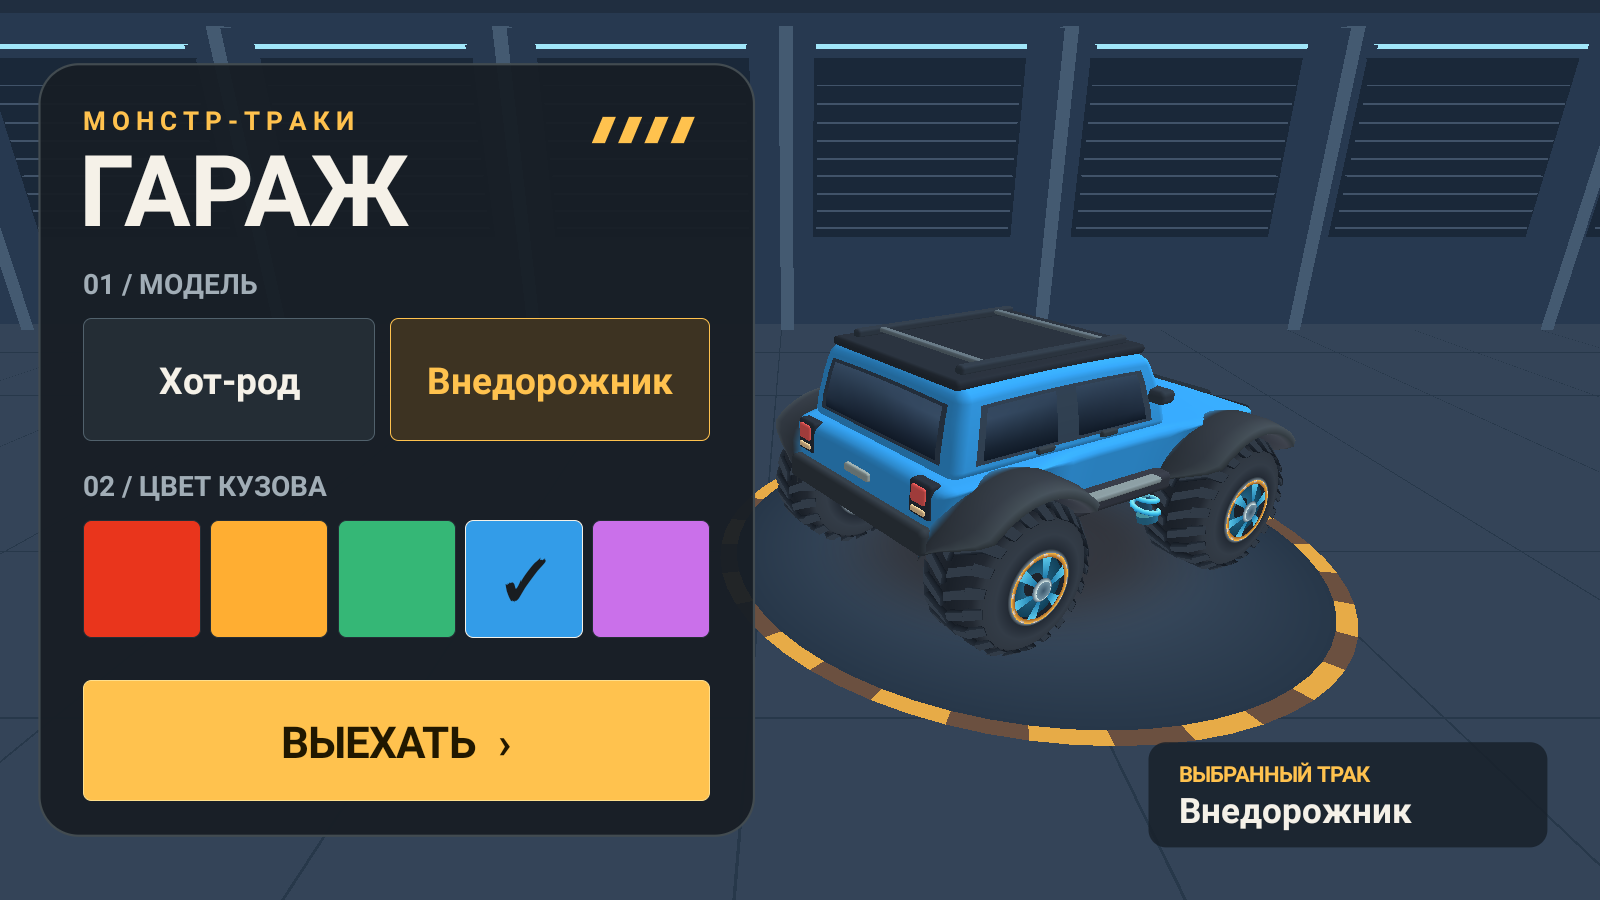 МОНСТР-ТРАКИ
ГАРАЖ
01 / МОДЕЛЬ
Хот-род
Внедорожник
02 / ЦВЕТ КУЗОВА
✓
ВЫЕХАТЬ ›
ВЫБРАННЫЙ ТРАК
Внедорожник